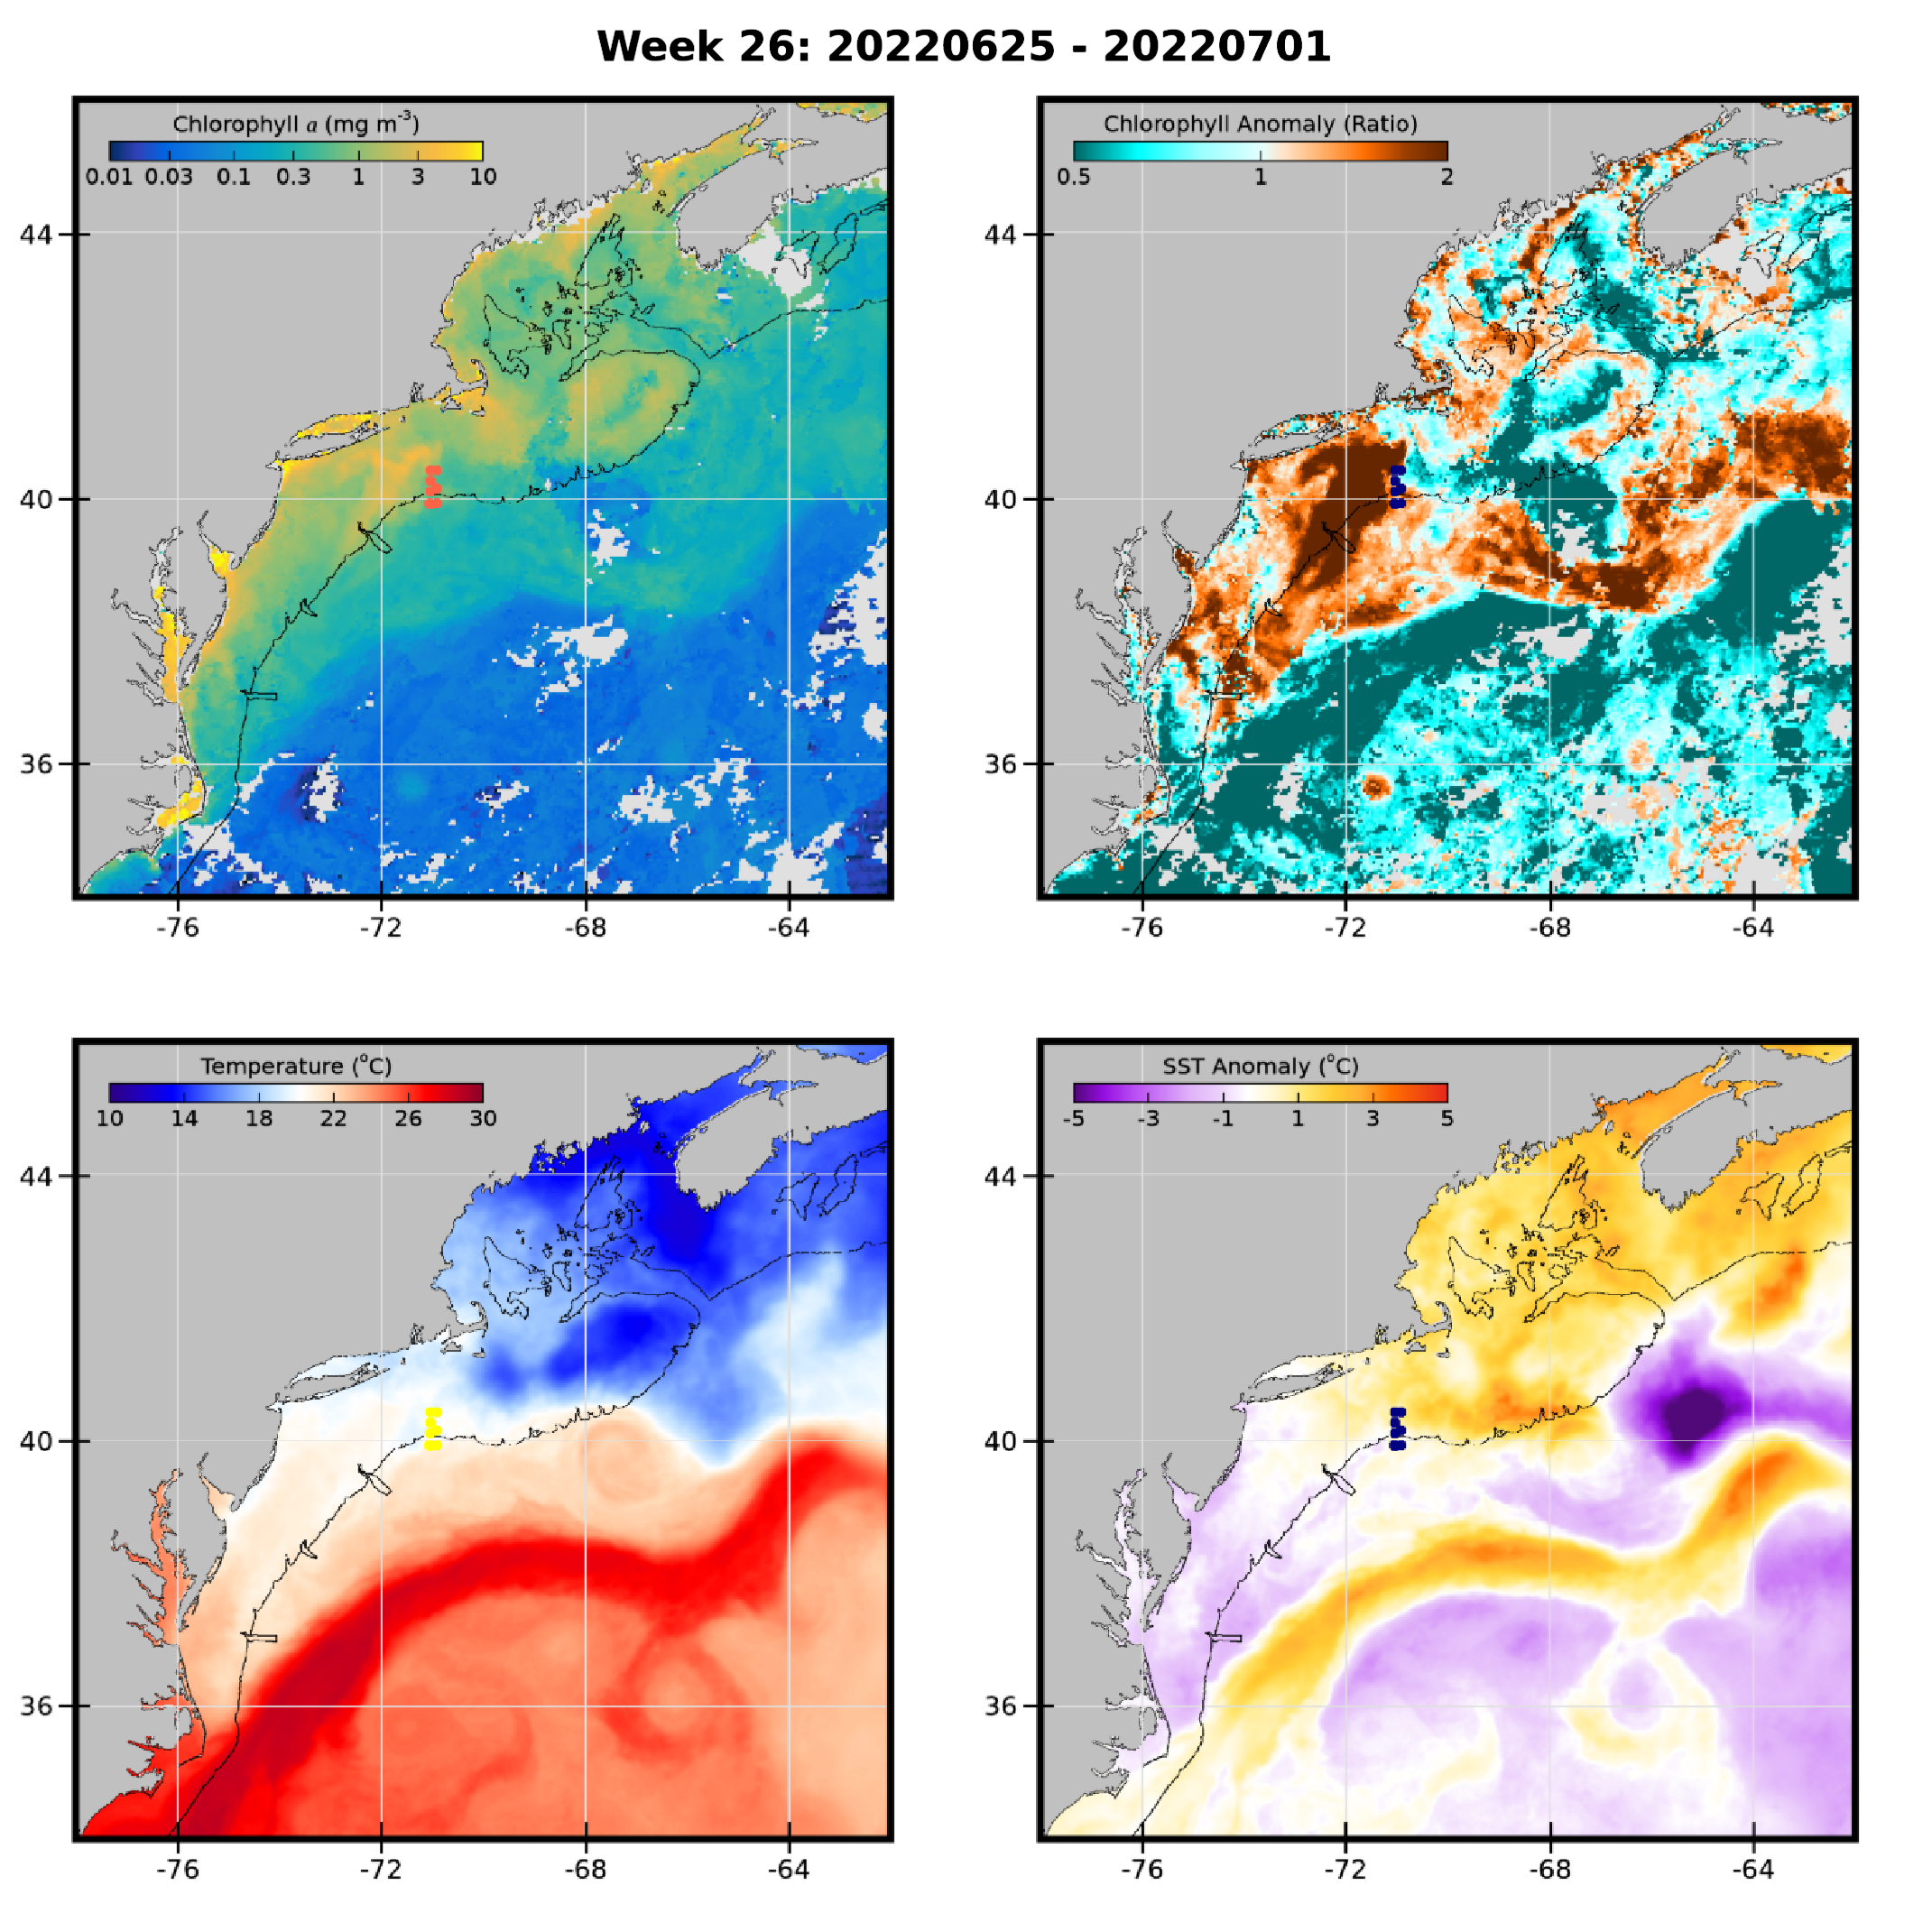 Week 26: 20220625 - 20220701
Chlorophyll a (mg m⁻³)
0.01 0.03 0.1 0.3 1 3 10
44
40
36
-76 -72 -68 -64
Chlorophyll Anomaly (Ratio)
0.5 1 2
44
40
36
-76 -72 -68 -64
Temperature (°C)
10 14 18 22 26 30
44
40
36
-76 -72 -68 -64
SST Anomaly (°C)
-5 -3 -1 1 3 5
44
40
36
-76 -72 -68 -64